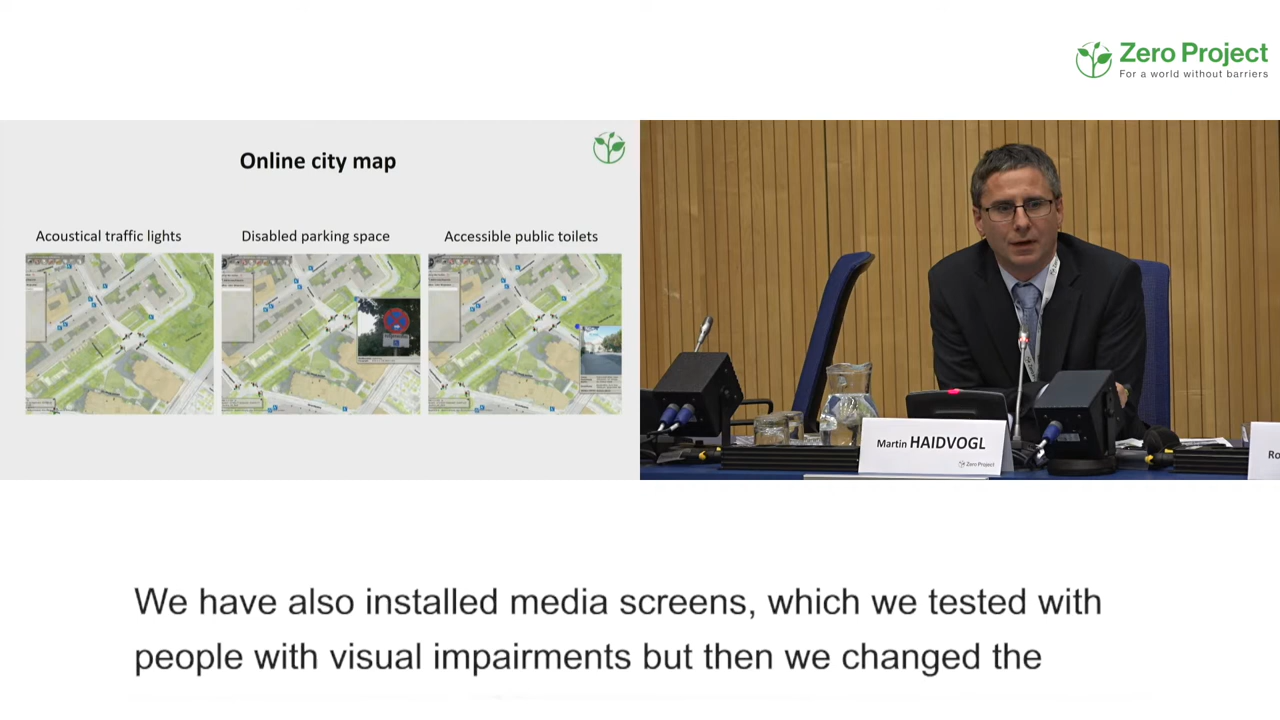 Zero Project
For a world without barriers
Online city map
Acoustical traffic lights
Disabled parking space
Accessible public toilets
Martin HAIDVOGL
Zero Project
Ro
We have also installed media screens, which we tested with
people with visual impairments but then we changed the